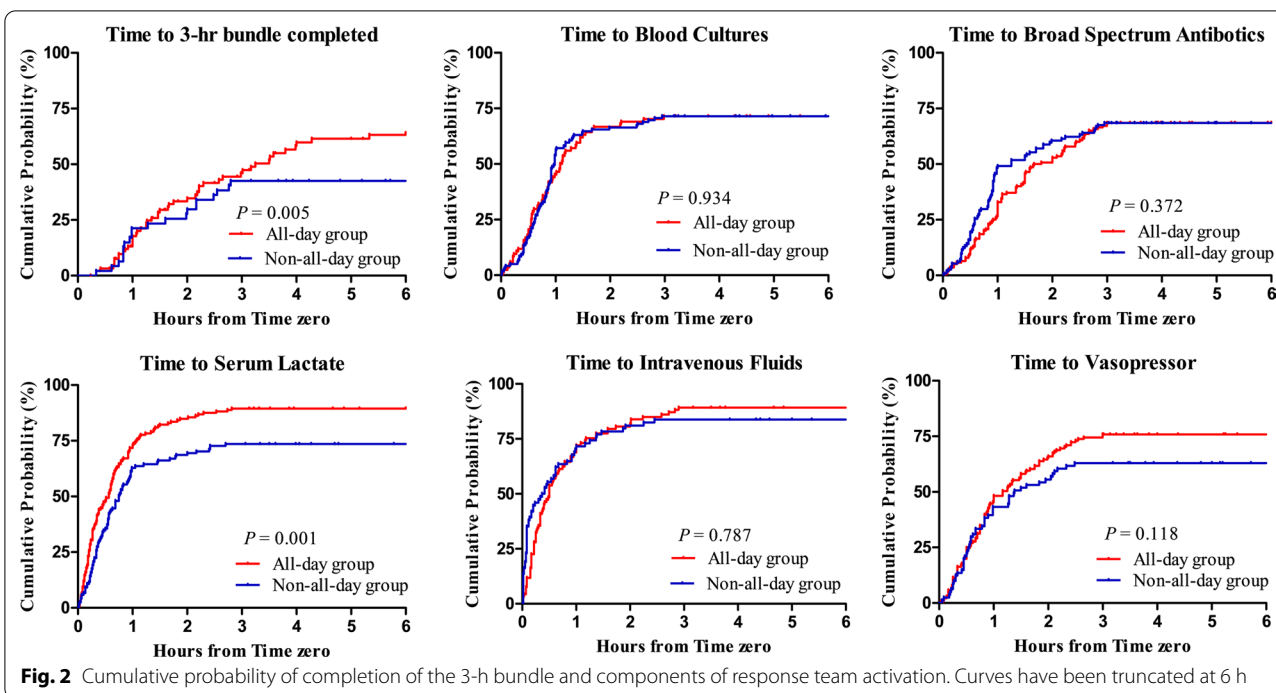 Time to 3-hr bundle completed
Cumulative Probability (%)
100
75
50
25
0
P = 0.005
All-day group
Non-all-day group
0 1 2 3 4 5 6
Hours from Time zero
Time to Blood Cultures
Cumulative Probability (%)
100
75
50
25
0
P = 0.934
All-day group
Non-all-day group
0 1 2 3 4 5 6
Hours from Time zero
Time to Broad Spectrum Antibotics
Cumulative Probability (%)
100
75
50
25
0
P = 0.372
All-day group
Non-all-day group
0 1 2 3 4 5 6
Hours from Time zero
Time to Serum Lactate
Cumulative Probability (%)
100
75
50
25
0
P = 0.001
All-day group
Non-all-day group
0 1 2 3 4 5 6
Hours from Time zero
Time to Intravenous Fluids
Cumulative Probability (%)
100
75
50
25
0
P = 0.787
All-day group
Non-all-day group
0 1 2 3 4 5 6
Hours from Time zero
Time to Vasopressor
Cumulative Probability (%)
100
75
50
25
0
P = 0.118
All-day group
Non-all-day group
0 1 2 3 4 5 6
Hours from Time zero
Fig. 2 Cumulative probability of completion of the 3-h bundle and components of response team activation. Curves have been truncated at 6 h